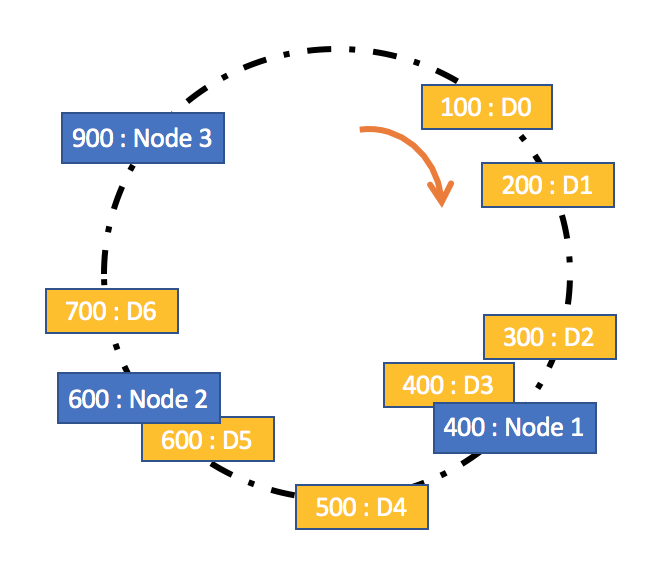 100 : D0
900 : Node 3
200 : D1
700 : D6
300 : D2
400 : D3
600 : Node 2
400 : Node 1
600 : D5
500 : D4